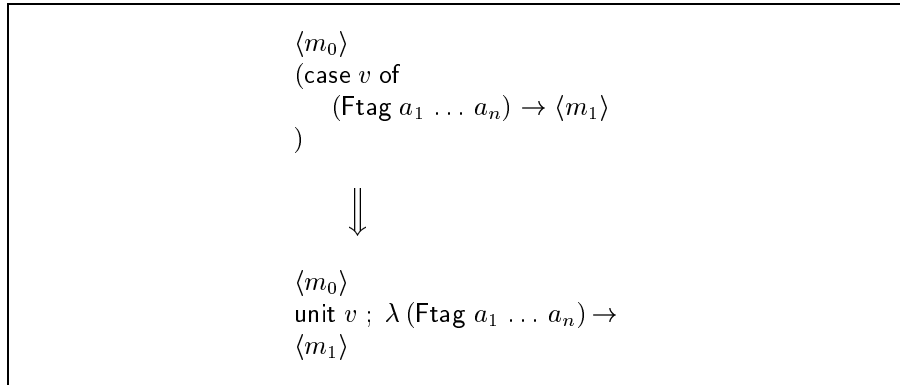 ⟨m₀⟩
(case v of
(Ftag a₁ … aₙ) → ⟨m₁⟩
)
⇓
⟨m₀⟩
unit v ; λ (Ftag a₁ … aₙ) →
⟨m₁⟩